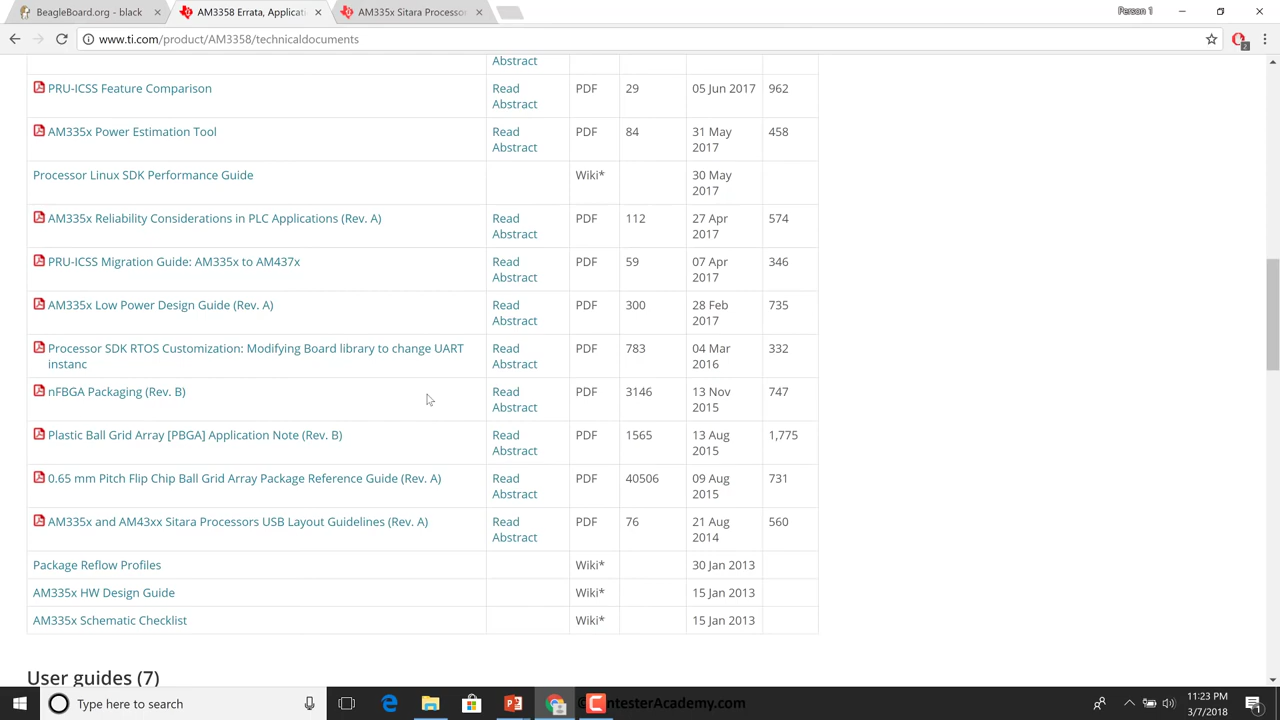 BeagleBoard.org - black
AM3358 Errata, Applicati
AM335x Sitara Processo
Person 1
www.ti.com/product/AM3358/technicaldocuments
2
Abstract
PRU-ICSS Feature Comparison Read PDF 29 05 Jun 2017 962
Abstract
AM335x Power Estimation Tool Read PDF 84 31 May 458
Abstract 2017
Processor Linux SDK Performance Guide Wiki* 30 May
2017
AM335x Reliability Considerations in PLC Applications (Rev. A) Read PDF 112 27 Apr 574
Abstract 2017
PRU-ICSS Migration Guide: AM335x to AM437x Read PDF 59 07 Apr 346
Abstract 2017
AM335x Low Power Design Guide (Rev. A) Read PDF 300 28 Feb 735
Abstract 2017
Processor SDK RTOS Customization: Modifying Board library to change UART Read PDF 783 04 Mar 332
instanc Abstract 2016
nFBGA Packaging (Rev. B) Read PDF 3146 13 Nov 747
Abstract 2015
Plastic Ball Grid Array [PBGA] Application Note (Rev. B) Read PDF 1565 13 Aug 1,775
Abstract 2015
0.65 mm Pitch Flip Chip Ball Grid Array Package Reference Guide (Rev. A) Read PDF 40506 09 Aug 731
Abstract 2015
AM335x and AM43xx Sitara Processors USB Layout Guidelines (Rev. A) Read PDF 76 21 Aug 560
Abstract 2014
Package Reflow Profiles Wiki* 30 Jan 2013
AM335x HW Design Guide Wiki* 15 Jan 2013
AM335x Schematic Checklist Wiki* 15 Jan 2013
User guides (7)
Type here to search
ntesterAcademy.com
11:23 PM
3/7/2018
1